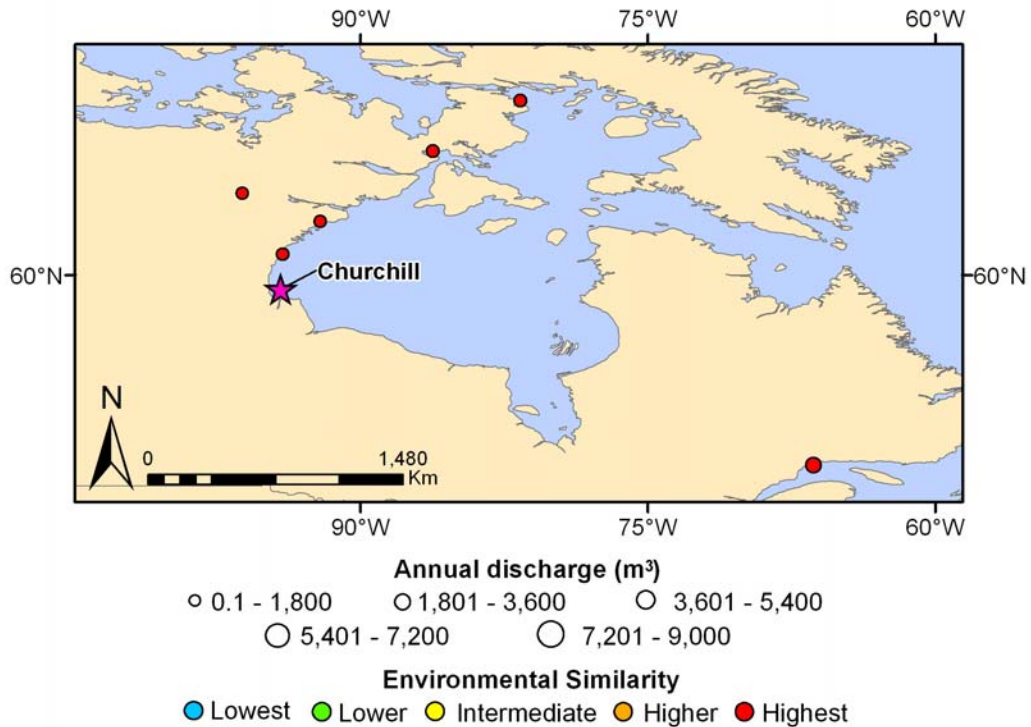 90°W 75°W 60°W
60°N 60°N
Churchill
N
0 1,480
Km
90°W 75°W 60°W
Annual discharge (m³)
0.1 - 1,800 1,801 - 3,600 3,601 - 5,400
5,401 - 7,200 7,201 - 9,000
Environmental Similarity
Lowest Lower Intermediate Higher Highest